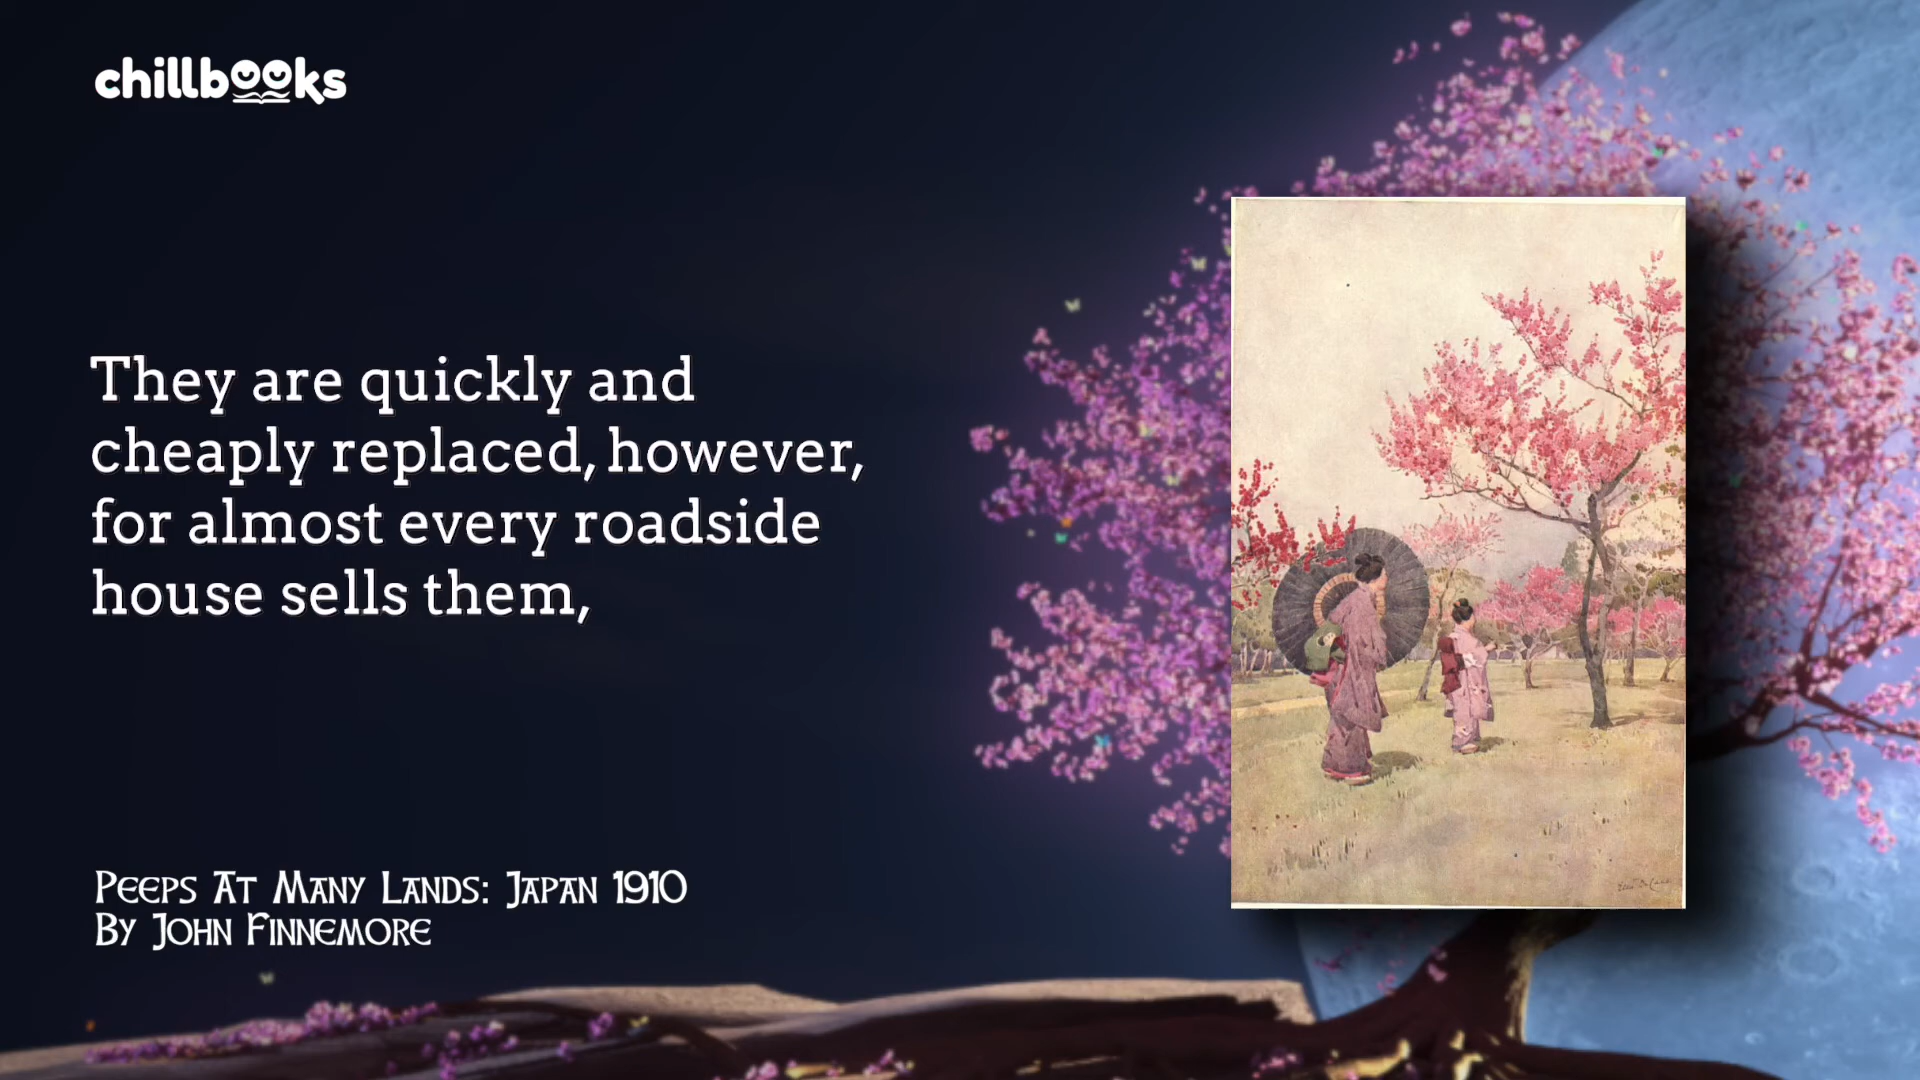 chillbooks
They are quickly and
cheaply replaced, however,
for almost every roadside
house sells them,
Peeps At Many Lands: Japan 1910
By John Finnemore